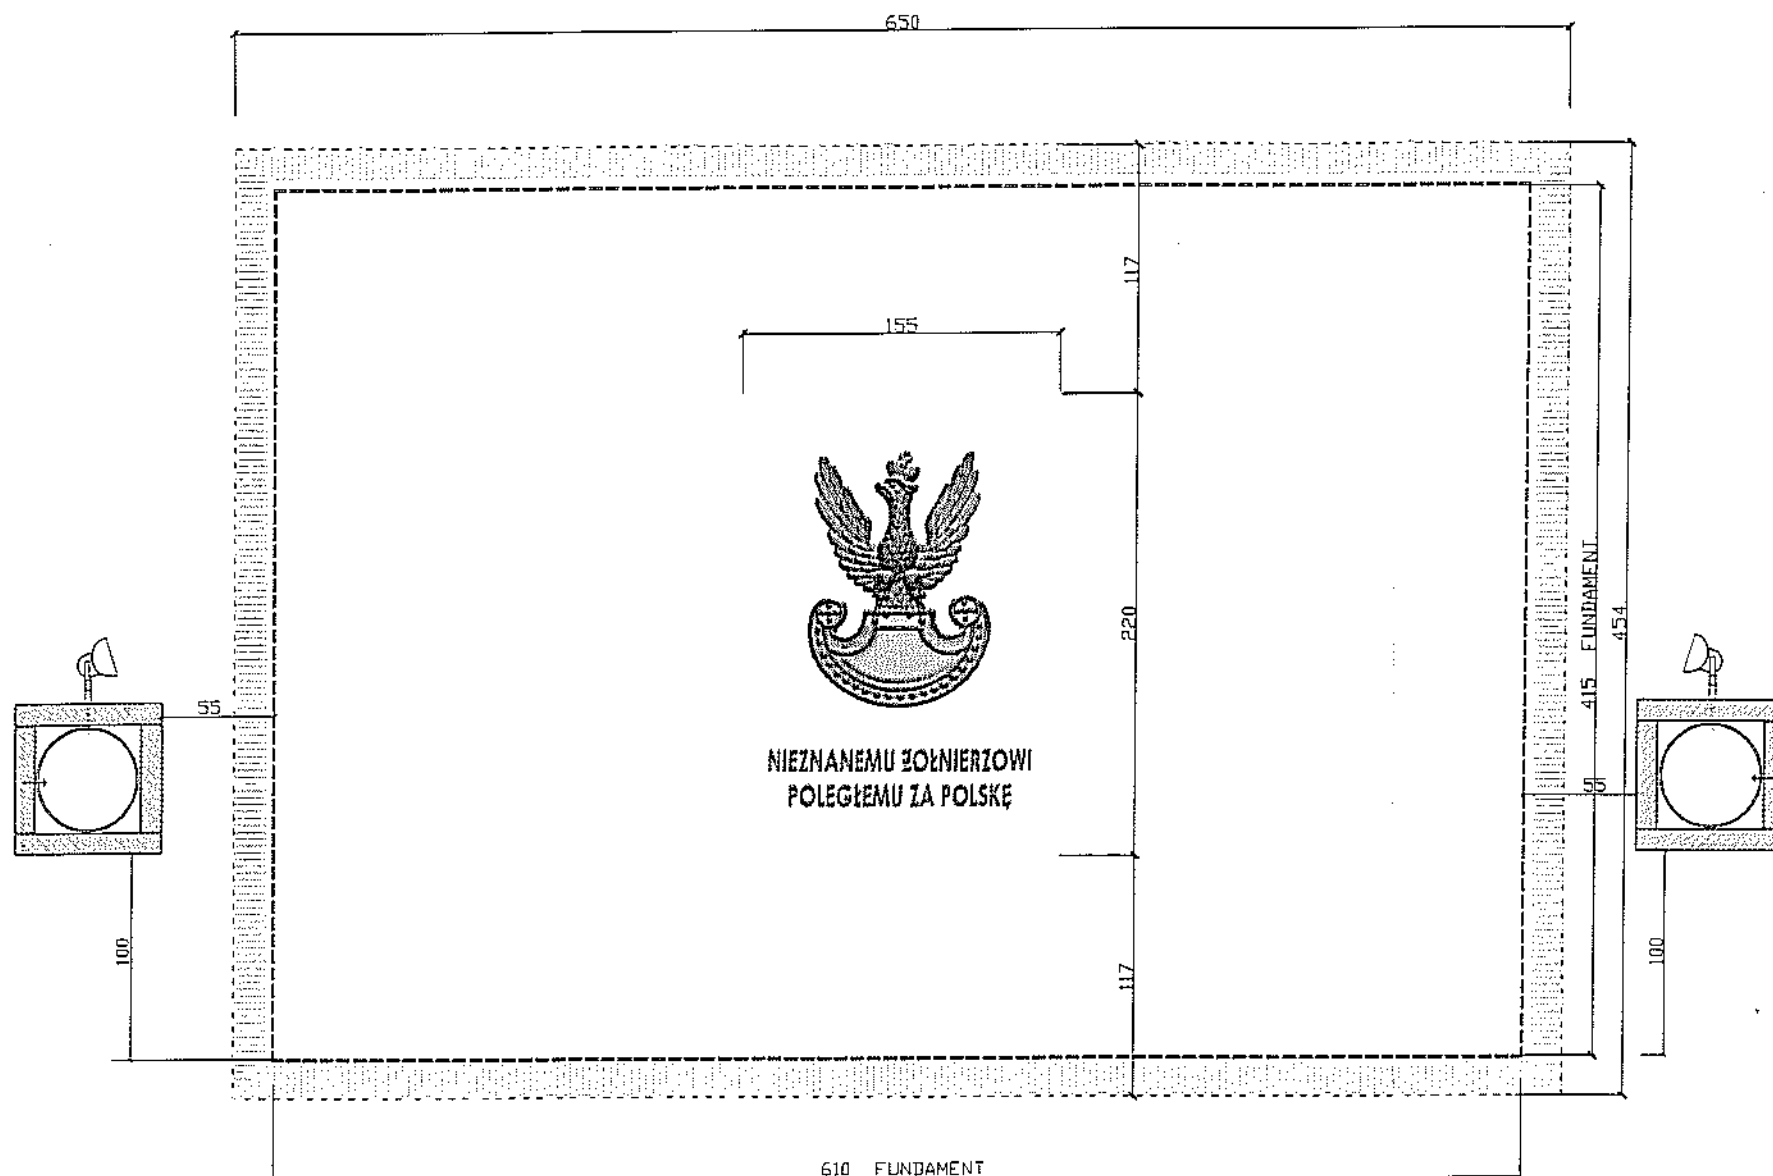 650
117
155
220
415 FUNDAMENT
454
55
NIEZNANEMU ŻOŁNIERZOWI
POLEGŁEMU ZA POLSKĘ
55
100
117
100
610 FUNDAMENT